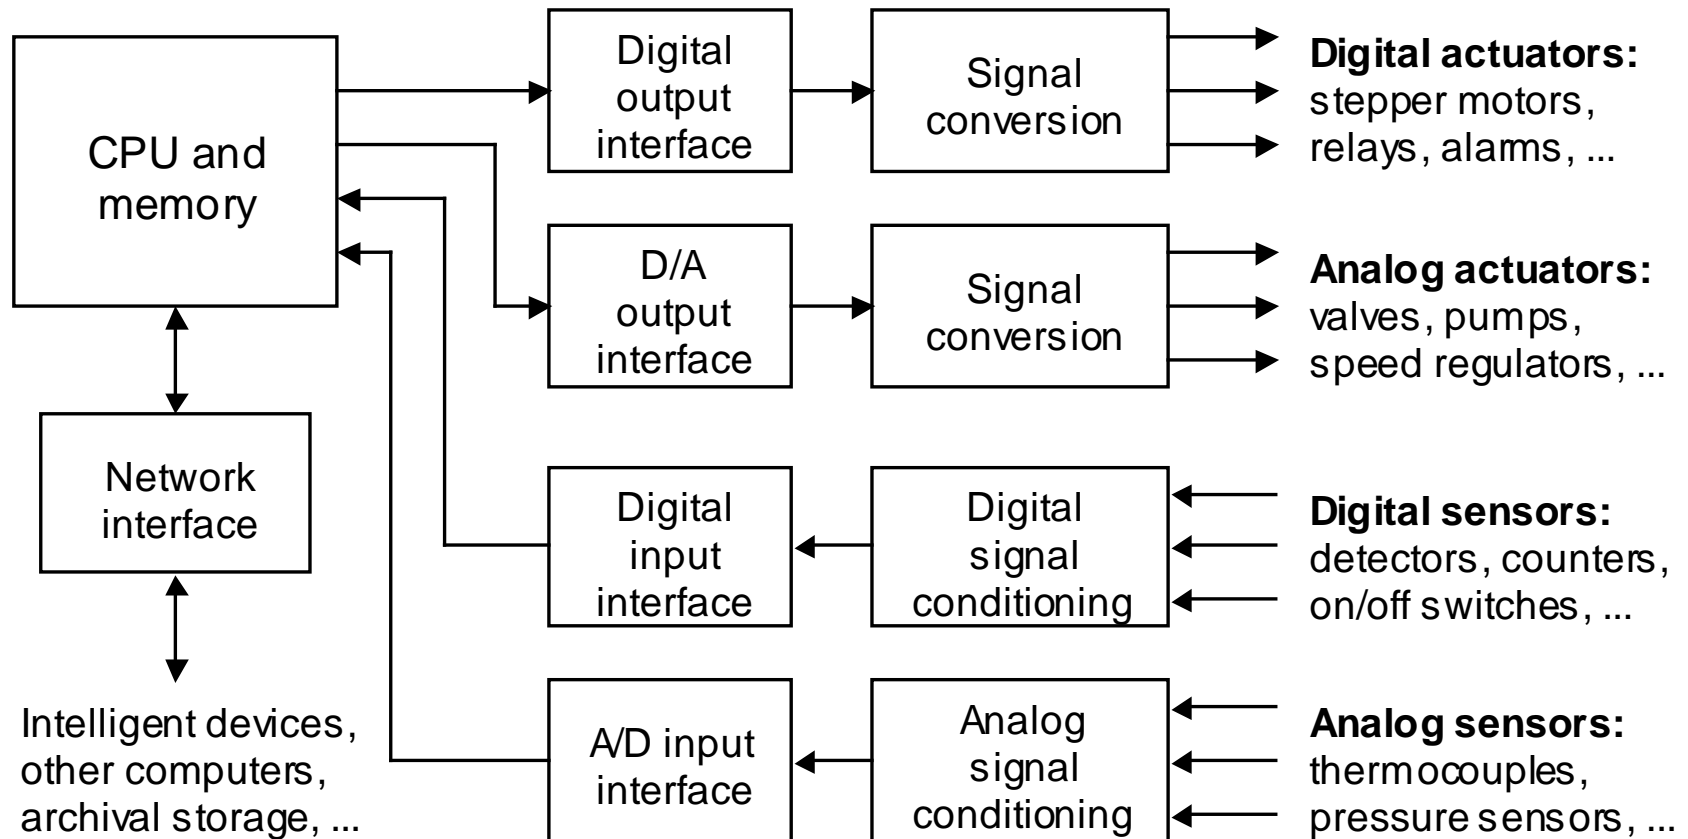 CPU and
memory
Digital
output
interface
Signal
conversion
Digital actuators:
stepper motors,
relays, alarms, ...
D/A
output
interface
Signal
conversion
Analog actuators:
valves, pumps,
speed regulators, ...
Network
interface
Digital
input
interface
Digital
signal
conditioning
Digital sensors:
detectors, counters,
on/off switches, ...
Intelligent devices,
other computers,
archival storage, ...
A/D input
interface
Analog
signal
conditioning
Analog sensors:
thermocouples,
pressure sensors, ...